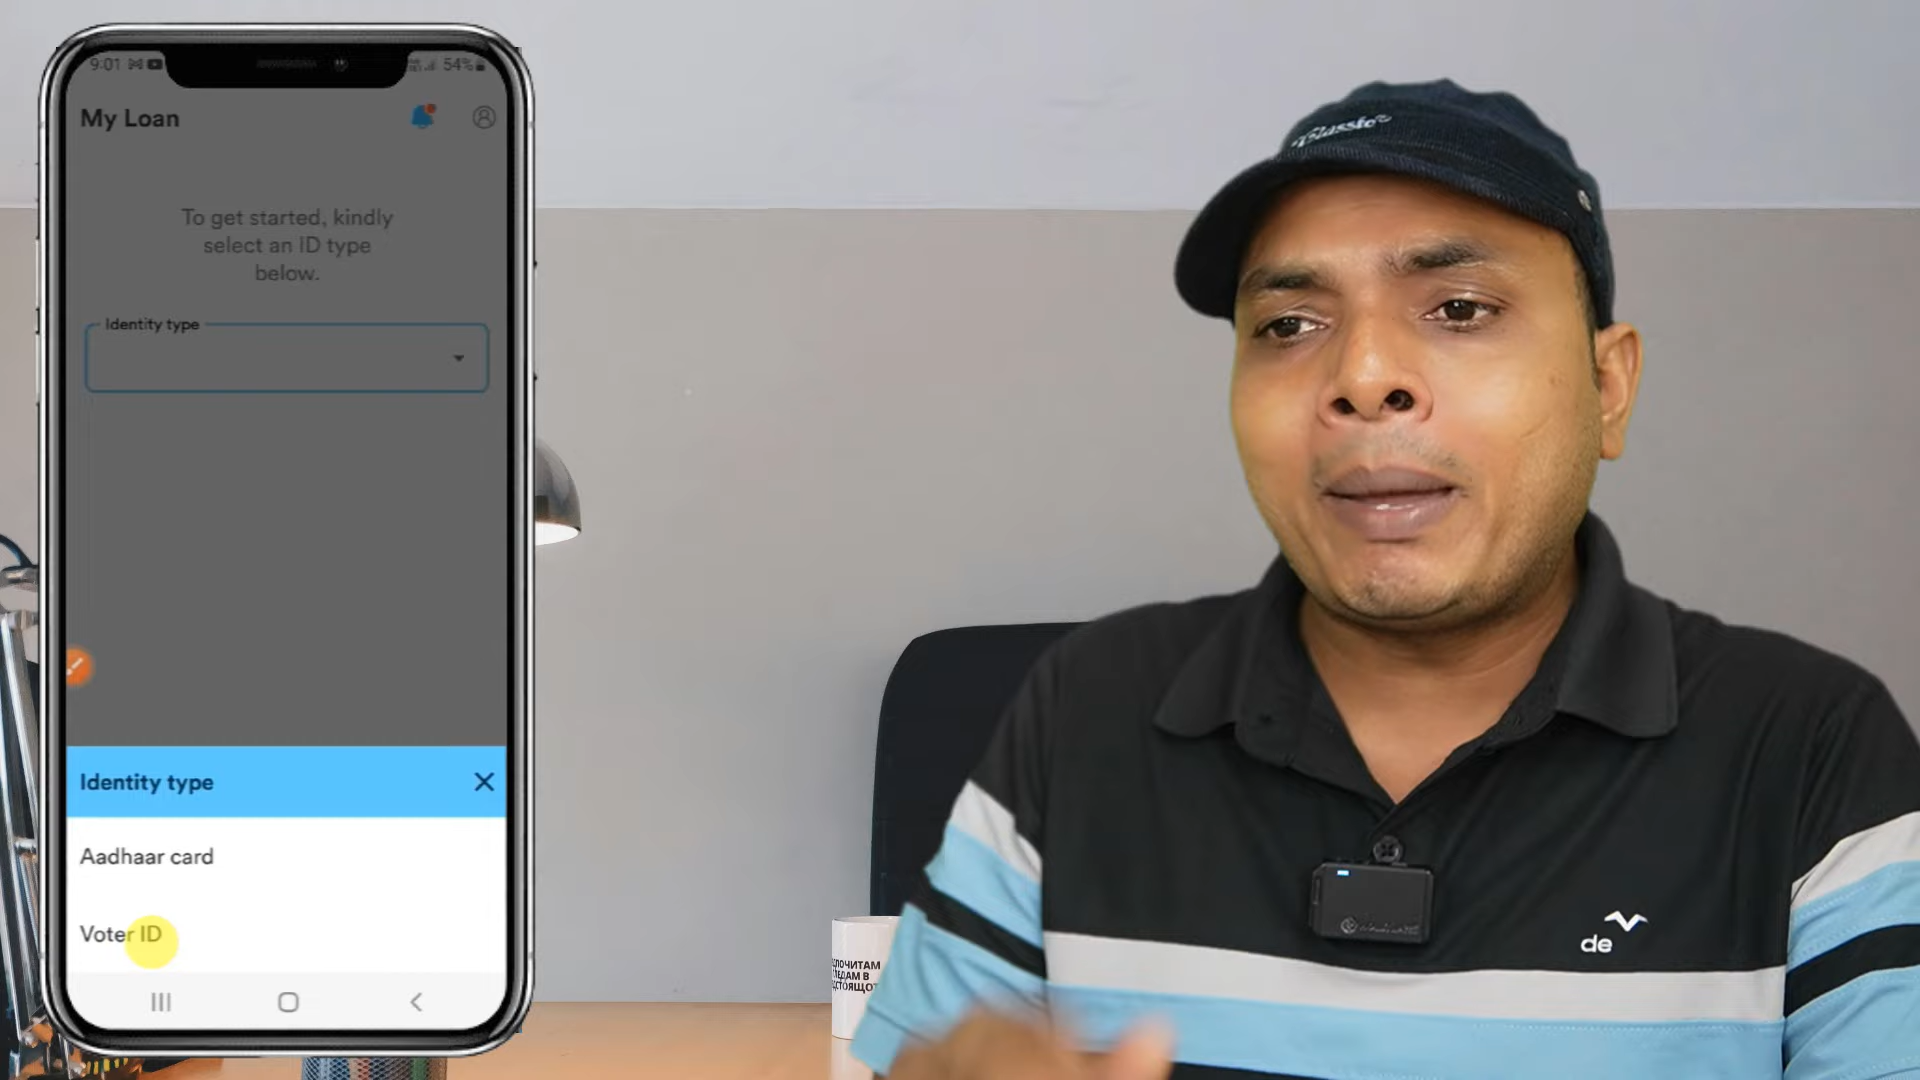 9:01
54%
My Loan
To get started, kindly
select an ID type
below.
Identity type
Identity type
Aadhaar card
Voter ID
Classic
de